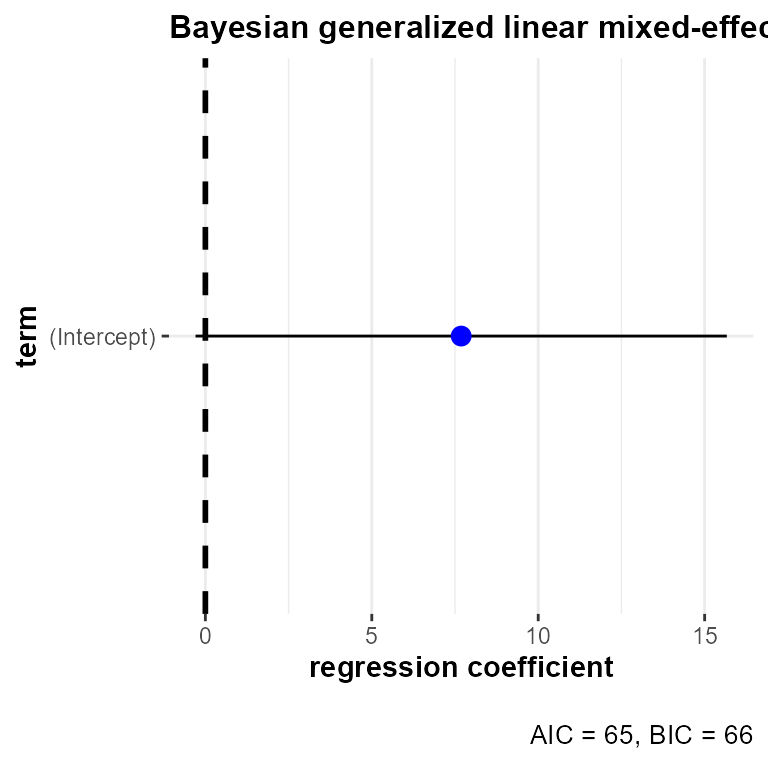 Bayesian generalized linear mixed-effec
term
(Intercept)
0 5 10 15
regression coefficient
AIC = 65, BIC = 66